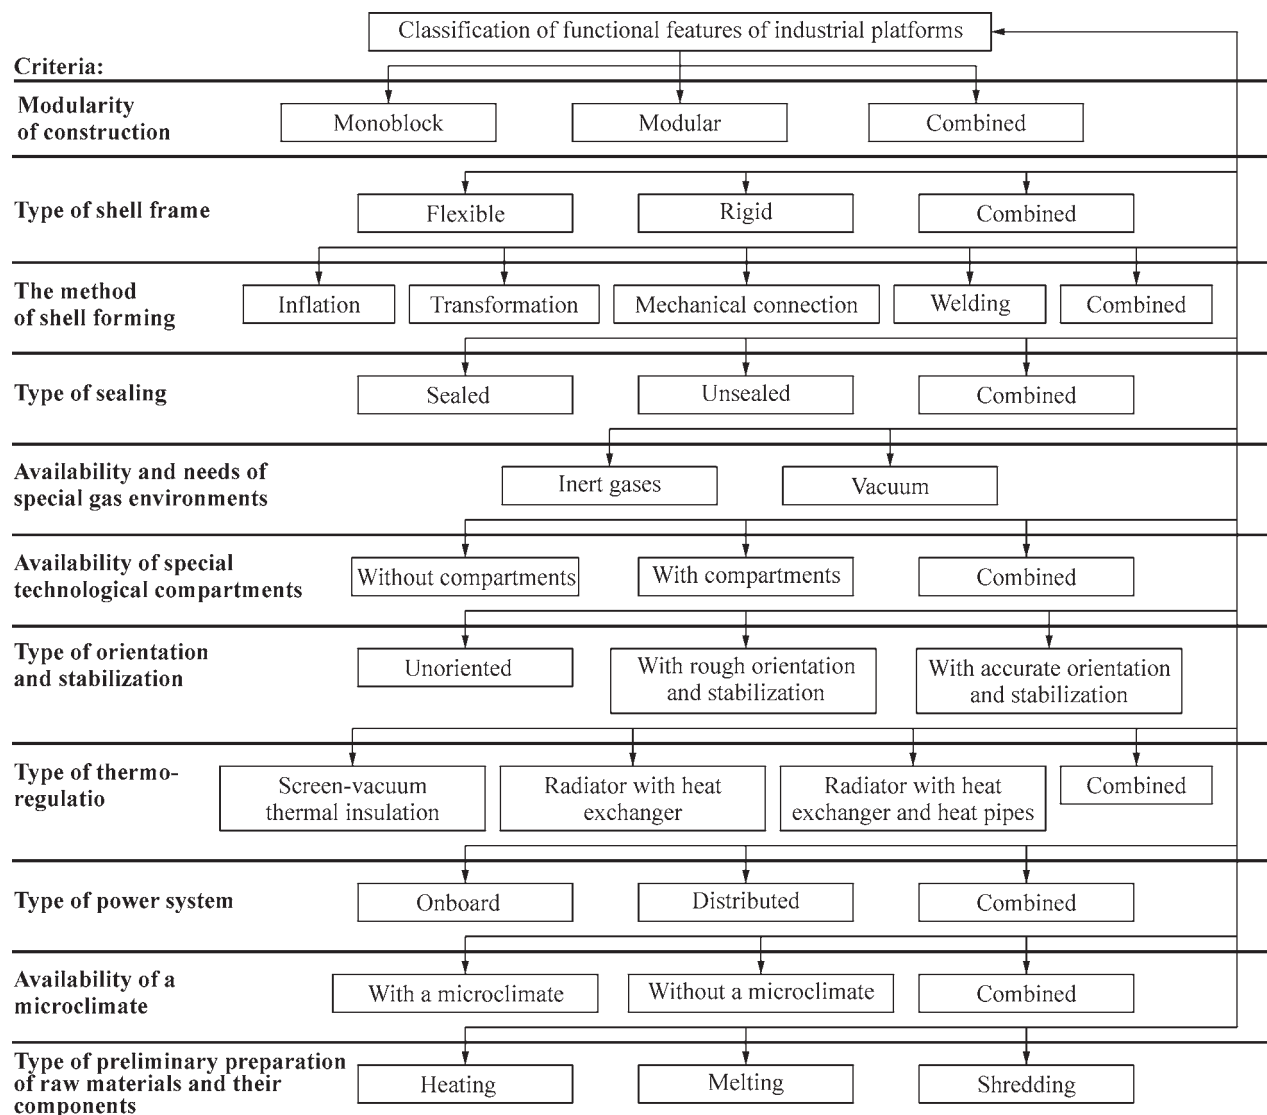 Classification of functional features of industrial platforms
Criteria:
Modularity
of construction
Monoblock
Modular
Combined
Type of shell frame
Flexible
Rigid
Combined
The method
of shell forming
Inflation
Transformation
Mechanical connection
Welding
Combined
Type of sealing
Sealed
Unsealed
Combined
Availability and needs of
special gas environments
Inert gases
Vacuum
Availability of special
technological compartments
Without compartments
With compartments
Combined
Type of orientation
and stabilization
Unoriented
With rough orientation
and stabilization
With accurate orientation
and stabilization
Type of thermo-
regulatio
Screen-vacuum
thermal insulation
Radiator with heat
exchanger
Radiator with heat
exchanger and heat pipes
Combined
Type of power system
Onboard
Distributed
Combined
Availability of a
microclimate
With a microclimate
Without a microclimate
Combined
Type of preliminary preparation
of raw materials and their
components
Heating
Melting
Shredding